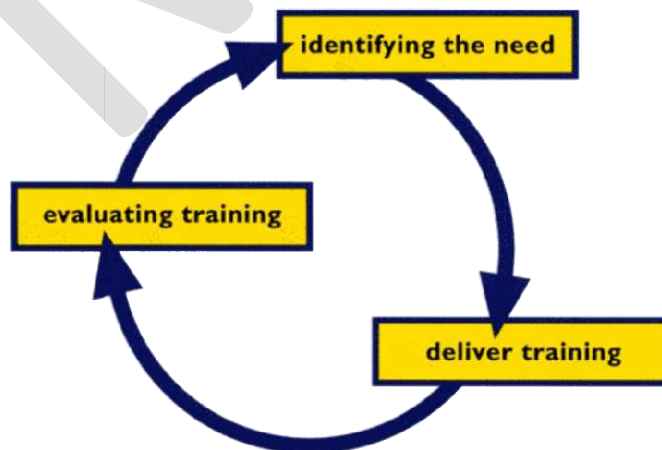 identifying the need
evaluating training
deliver training